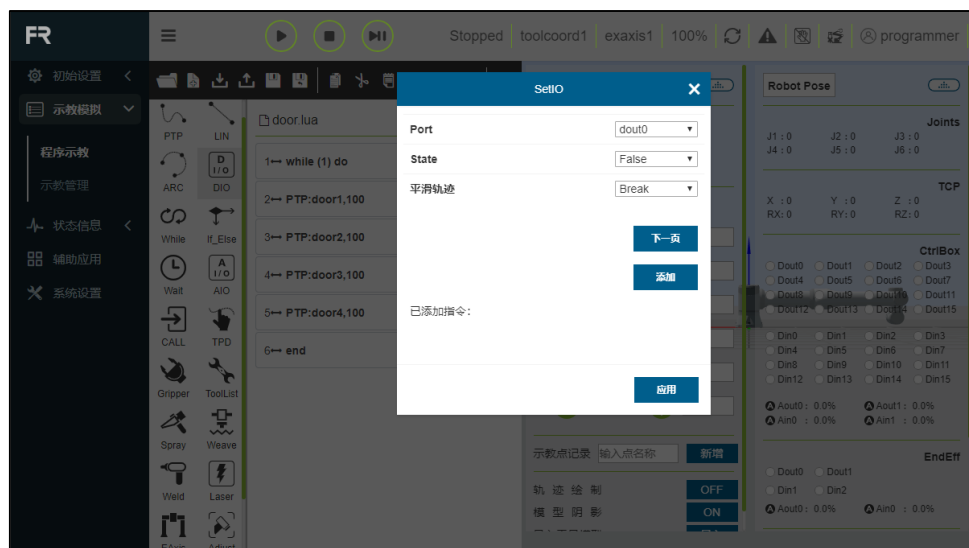 FR
Stopped toolcoord1 exaxis1 100% programmer
初始设置
示教模拟
程序示教
示教管理
状态信息
辅助应用
系统设置
PTP LIN
ARC DIO
While If_Else
Wait AIO
CALL TPD
Gripper ToolList
Spray Weave
Weld Laser
EAxis Adjust
D
I/O
A
I/O
door.lua
1 while (1) do
2 PTP:door1,100
3 PTP:door2,100
4 PTP:door3,100
5 PTP:door4,100
6 end
SetIO
Port dout0
State False
平滑轨迹 Break
下一页
添加
已添加指令:
应用
示教点记录 输入点名称 新增
轨迹绘制 OFF
模型阴影 ON
Robot Pose
Joints
J1 : 0 J2 : 0 J3 : 0
J4 : 0 J5 : 0 J6 : 0
TCP
X : 0 Y : 0 Z : 0
RX: 0 RY: 0 RZ: 0
CtrlBox
Dout0 Dout1 Dout2 Dout3
Dout4 Dout5 Dout6 Dout7
Dout8 Dout9 Dout10 Dout11
Dout12 Dout13 Dout14 Dout15
Din0 Din1 Din2 Din3
Din4 Din5 Din6 Din7
Din8 Din9 Din10 Din11
Din12 Din13 Din14 Din15
Aout0 : 0.0% Aout1 : 0.0%
Ain0 : 0.0% Ain1 : 0.0%
EndEff
Dout0 Dout1
Din1 Din2
Aout0 : 0.0% Ain0 : 0.0%